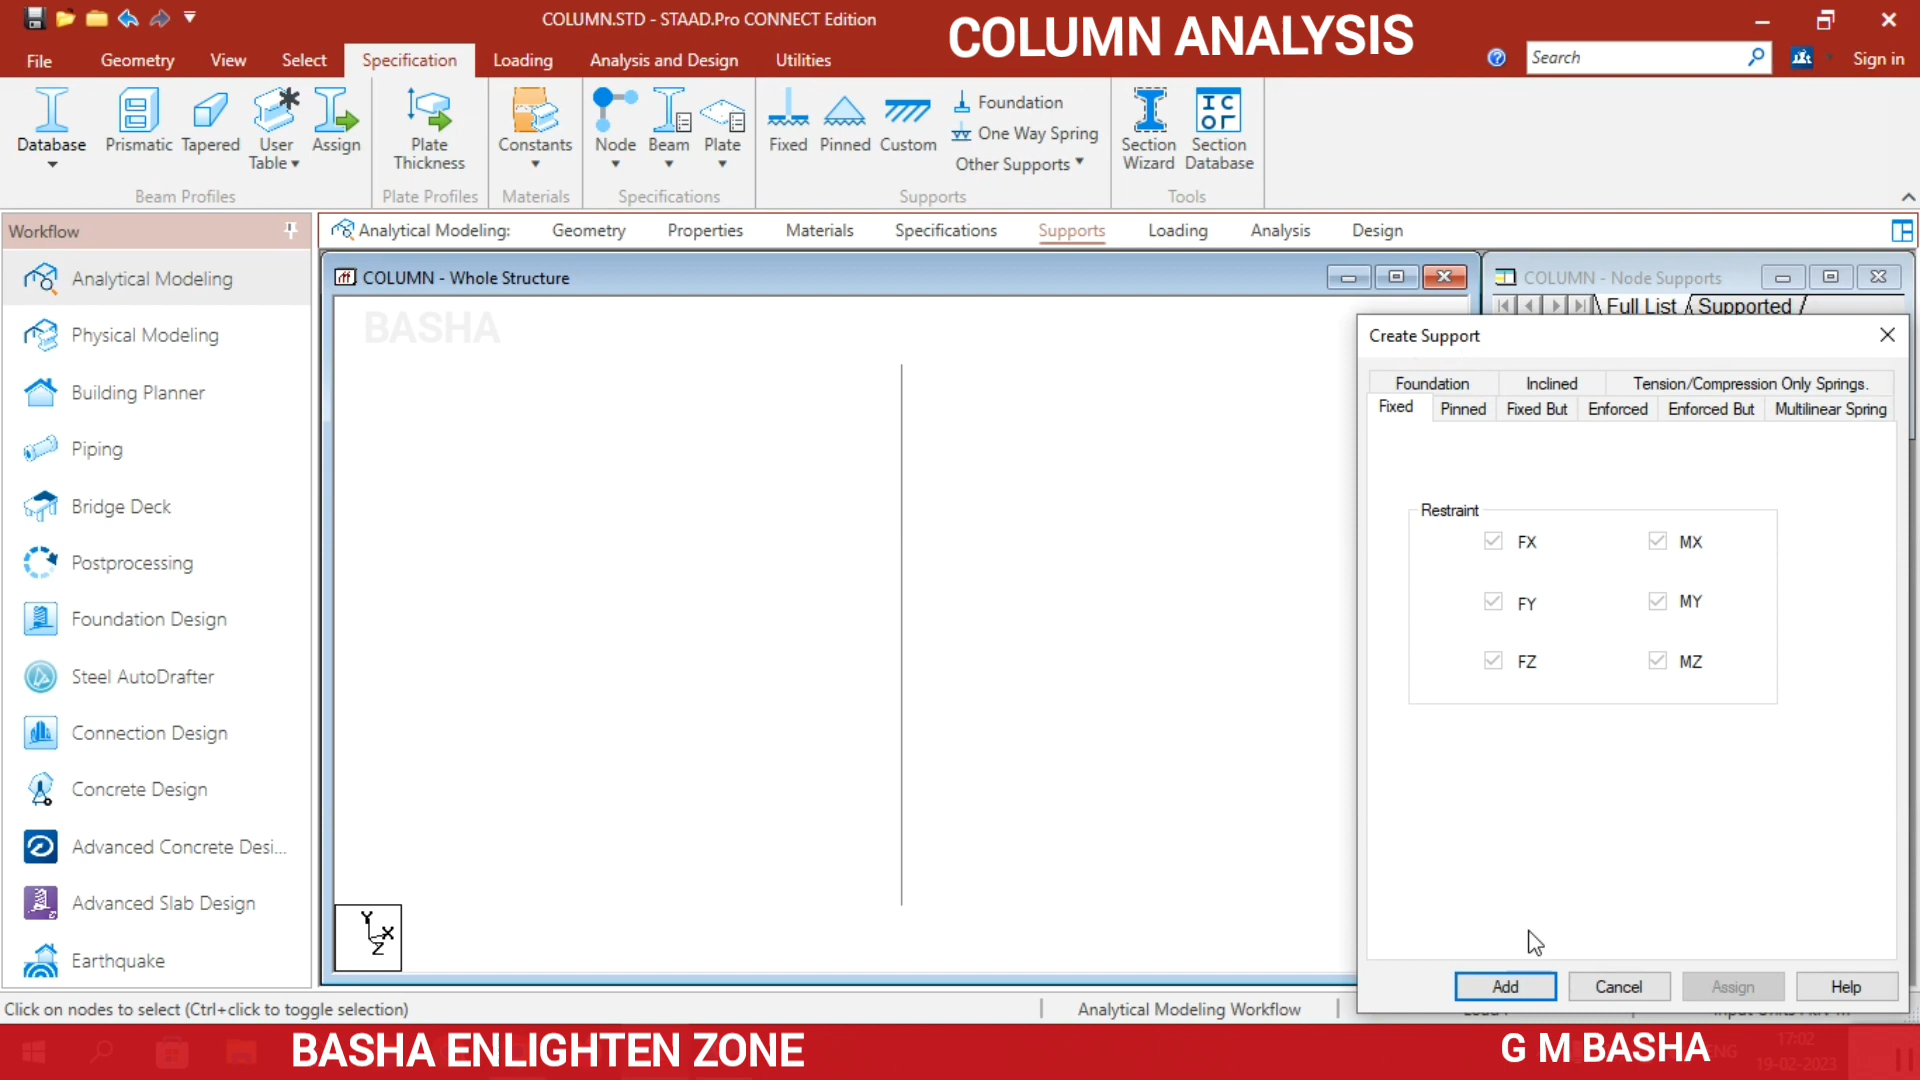 COLUMN.STD - STAAD.Pro CONNECT Edition
COLUMN ANALYSIS
File Geometry View Select Specification Loading Analysis and Design Utilities
Search
Sign in
Database Prismatic Tapered User Table Assign
Beam Profiles
Plate Thickness
Plate Profiles
Constants
Materials
Node Beam Plate
Specifications
Fixed Pinned Custom
Foundation
One Way Spring
Other Supports
Supports
Section Wizard
Section Database
Tools
Workflow
Analytical Modeling: Geometry Properties Materials Specifications Supports Loading Analysis Design
Analytical Modeling
Physical Modeling
Building Planner
Piping
Bridge Deck
Postprocessing
Foundation Design
Steel AutoDrafter
Connection Design
Concrete Design
Advanced Concrete Desi...
Advanced Slab Design
Earthquake
COLUMN - Whole Structure
BASHA
Y
X
Z
COLUMN - Node Supports
Full List Supported
Create Support
Foundation Inclined Tension/Compression Only Springs.
Fixed Pinned Fixed But Enforced Enforced But Multilinear Spring
Restraint
FX MX
FY MY
FZ MZ
Add Cancel Assign Help
Click on nodes to select (Ctrl+click to toggle selection)
Analytical Modeling Workflow
BASHA ENLIGHTEN ZONE
G M BASHA
17:02
19-02-2023